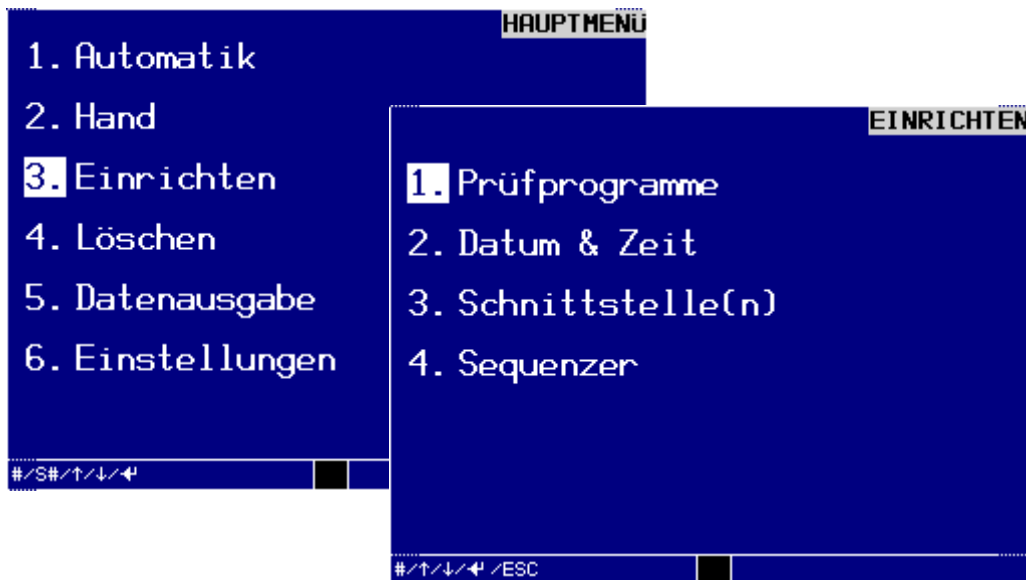 HAUPTMENÜ
1. Automatik
2. Hand
3. Einrichten
4. Löschen
5. Datenausgabe
6. Einstellungen
#/S#/↑/↓/↵
EINRICHTEN
1. Prüfprogramme
2. Datum & Zeit
3. Schnittstelle(n)
4. Sequenzer
#/↑/↓/↵ /ESC